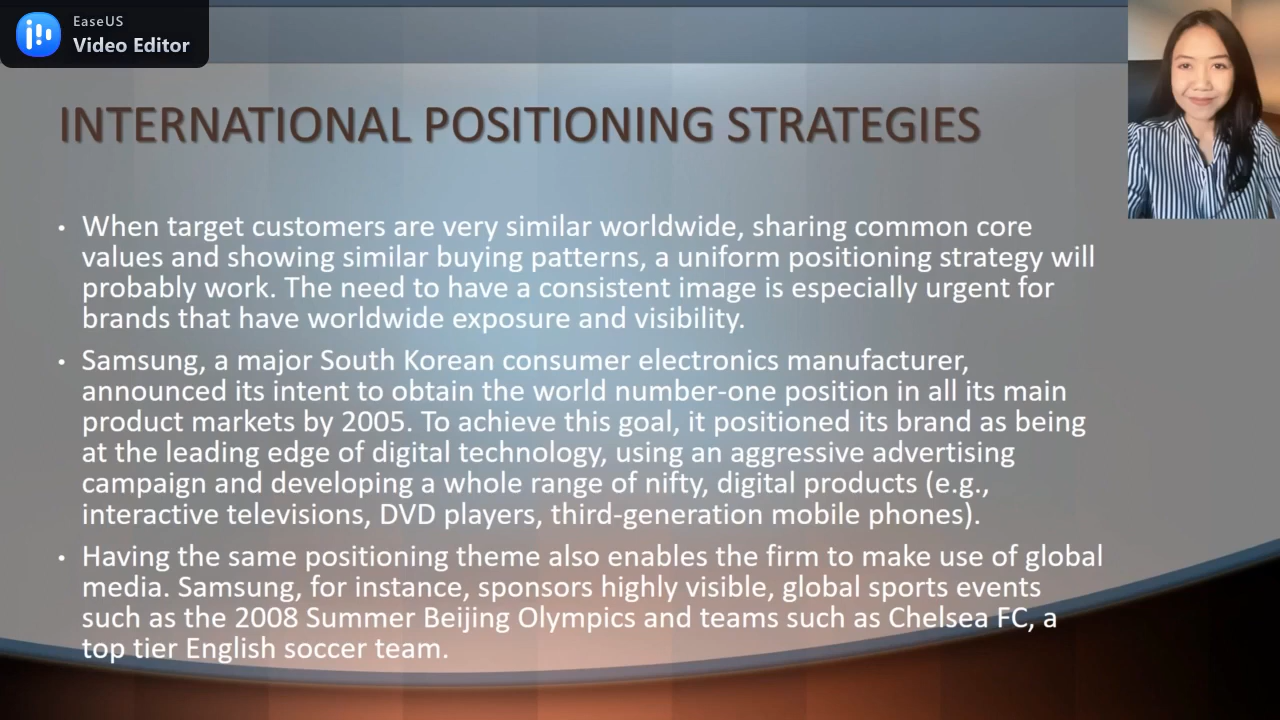 EaseUS
Video Editor
INTERNATIONAL POSITIONING STRATEGIES
• When target customers are very similar worldwide, sharing common core
values and showing similar buying patterns, a uniform positioning strategy will
probably work. The need to have a consistent image is especially urgent for
brands that have worldwide exposure and visibility.
• Samsung, a major South Korean consumer electronics manufacturer,
announced its intent to obtain the world number-one position in all its main
product markets by 2005. To achieve this goal, it positioned its brand as being
at the leading edge of digital technology, using an aggressive advertising
campaign and developing a whole range of nifty, digital products (e.g.,
interactive televisions, DVD players, third-generation mobile phones).
• Having the same positioning theme also enables the firm to make use of global
media. Samsung, for instance, sponsors highly visible, global sports events
such as the 2008 Summer Beijing Olympics and teams such as Chelsea FC, a
top tier English soccer team.